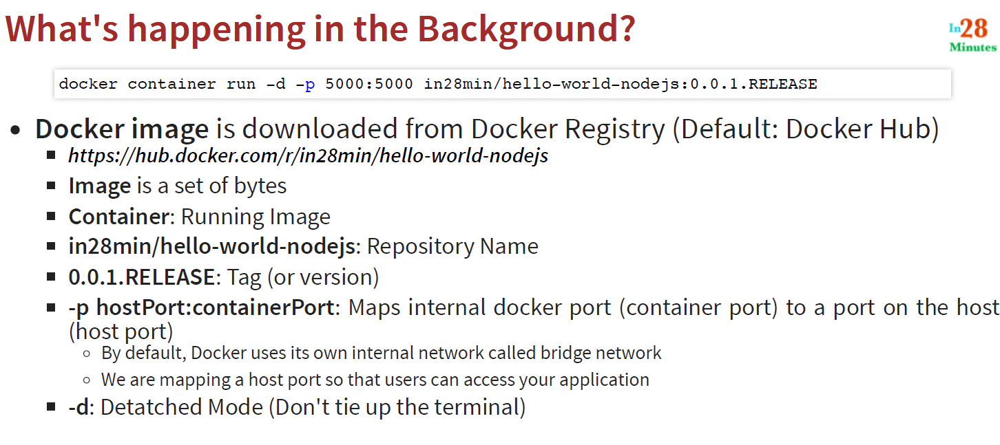 What's happening in the Background?
In28
Minutes
docker container run -d -p 5000:5000 in28min/hello-world-nodejs:0.0.1.RELEASE
Docker image is downloaded from Docker Registry (Default: Docker Hub)
https://hub.docker.com/r/in28min/hello-world-nodejs
Image is a set of bytes
Container: Running Image
in28min/hello-world-nodejs: Repository Name
0.0.1.RELEASE: Tag (or version)
-p hostPort:containerPort: Maps internal docker port (container port) to a port on the host
(host port)
By default, Docker uses its own internal network called bridge network
We are mapping a host port so that users can access your application
-d: Detatched Mode (Don't tie up the terminal)